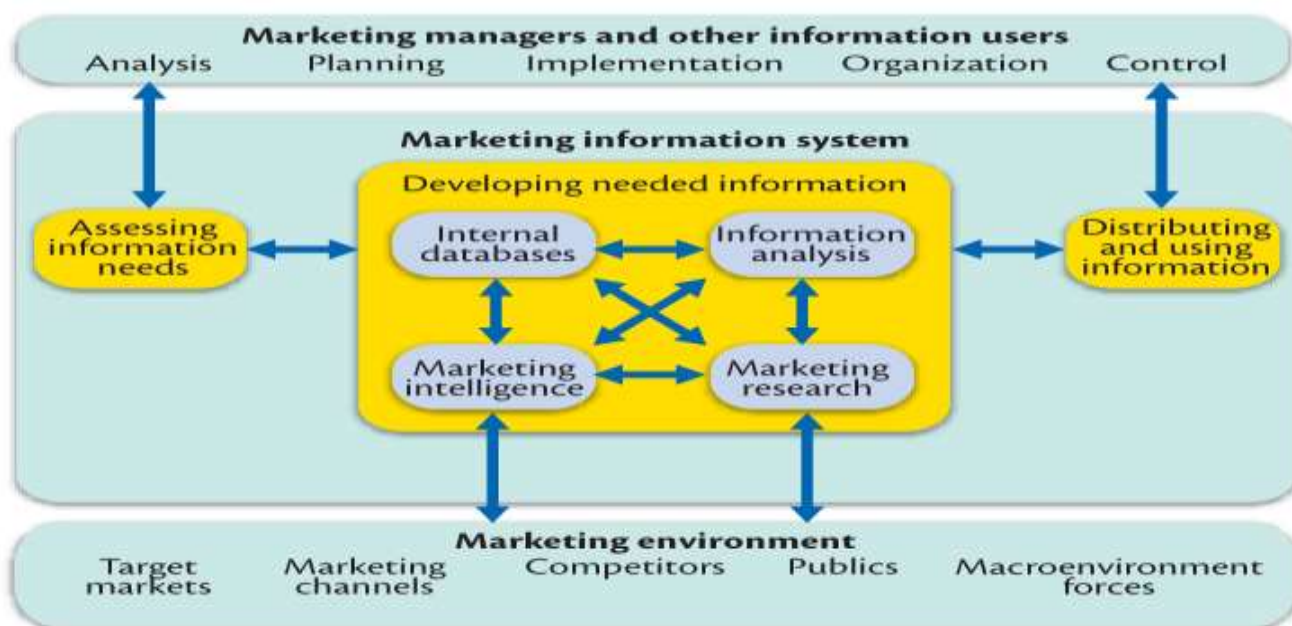 Marketing managers and other information users
Analysis Planning Implementation Organization Control
Marketing information system
Developing needed information
Assessing
information
needs
Internal
databases
Information
analysis
Distributing
and using
information
Marketing
intelligence
Marketing
research
Marketing environment
Target
markets
Marketing
channels
Competitors
Publics
Macroenvironment
forces